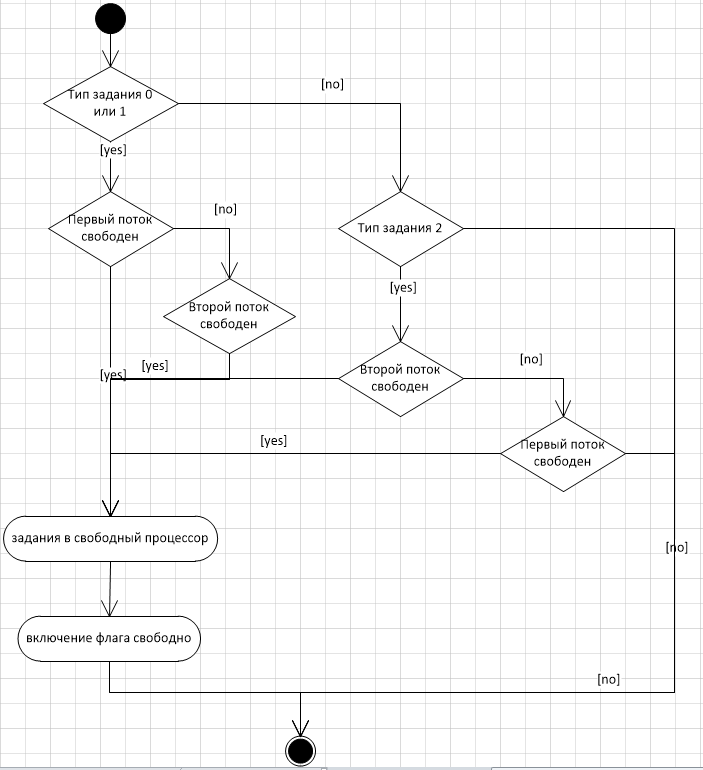 [no]
Тип задания 0
или 1
[yes]
Первый поток
свободен
[no]
Тип задания 2
[yes]
Второй поток
свободен
[yes]
[yes]
Второй поток
свободен
[no]
[yes]
Первый поток
свободен
задания в свободный процессор
[no]
включение флага свободно
[no]